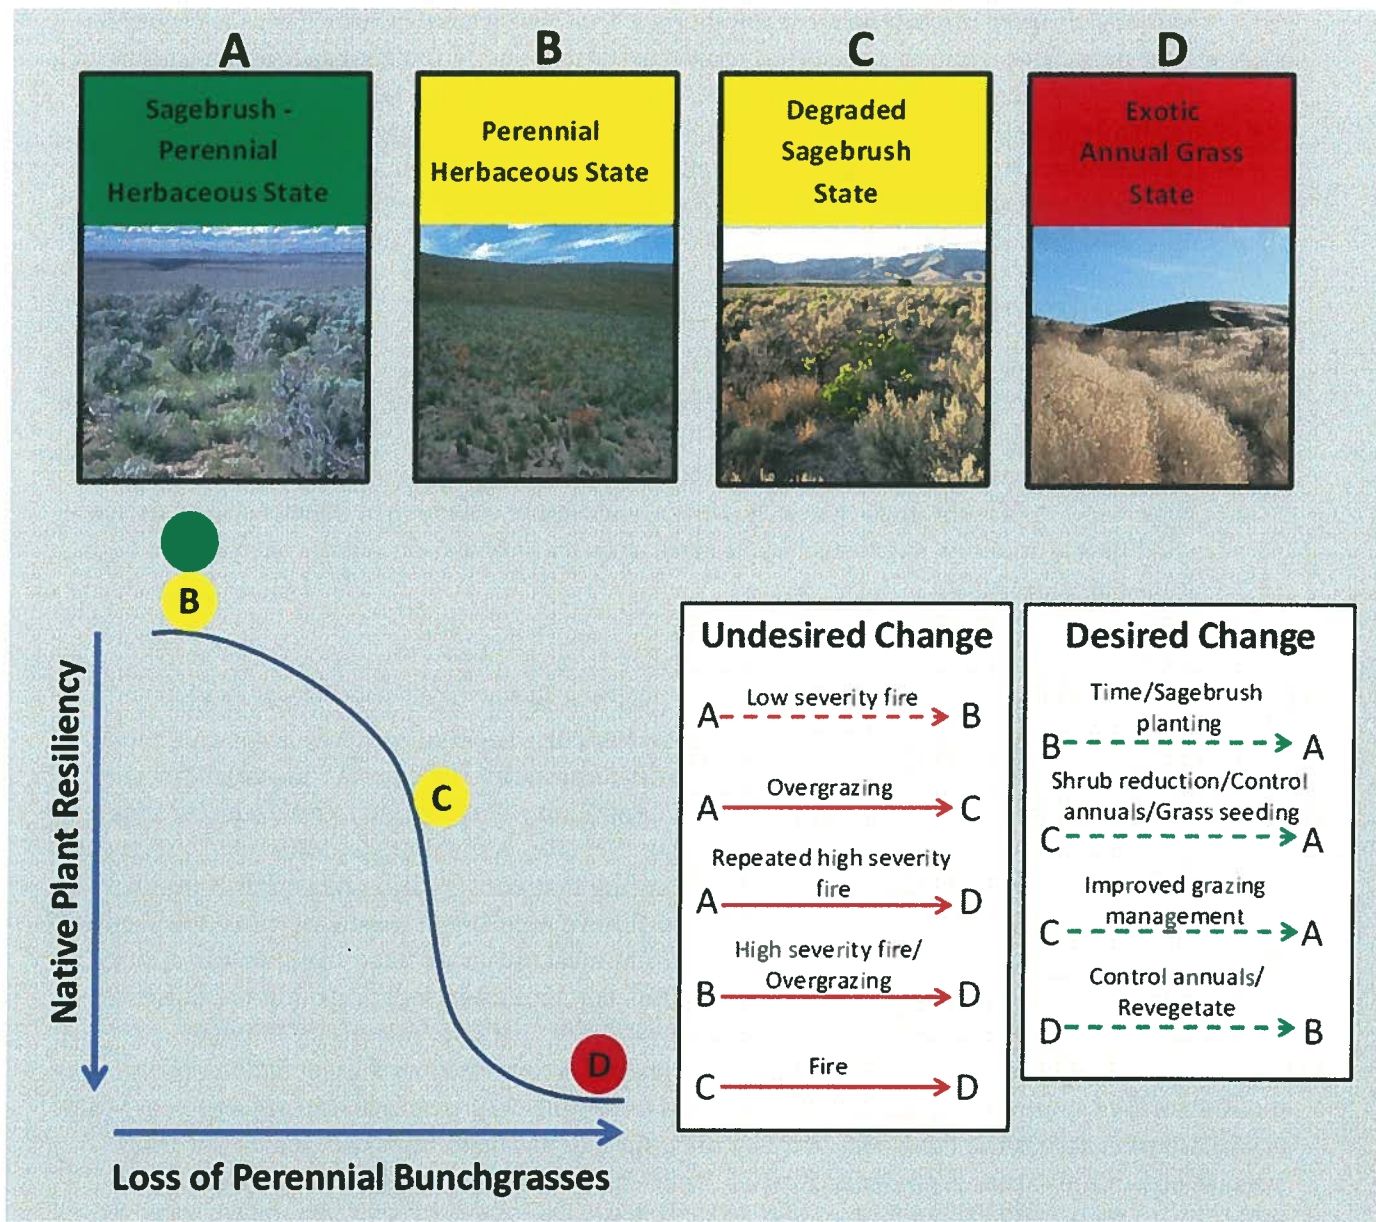 A
B
C
D
Sagebrush -
Perennial
Herbaceous State
Perennial
Herbaceous State
Degraded
Sagebrush
State
Exotic
Annual Grass
State
B
C
D
Native Plant Resiliency
Loss of Perennial Bunchgrasses
Undesired Change
Low severity fire
A B
Overgrazing
A C
Repeated high severity
fire
A D
High severity fire/
Overgrazing
B D
Fire
C D
Desired Change
Time/Sagebrush
planting
B A
Shrub reduction/Control
annuals/Grass seeding
C A
Improved grazing
management
C A
Control annuals/
Revegetate
D B